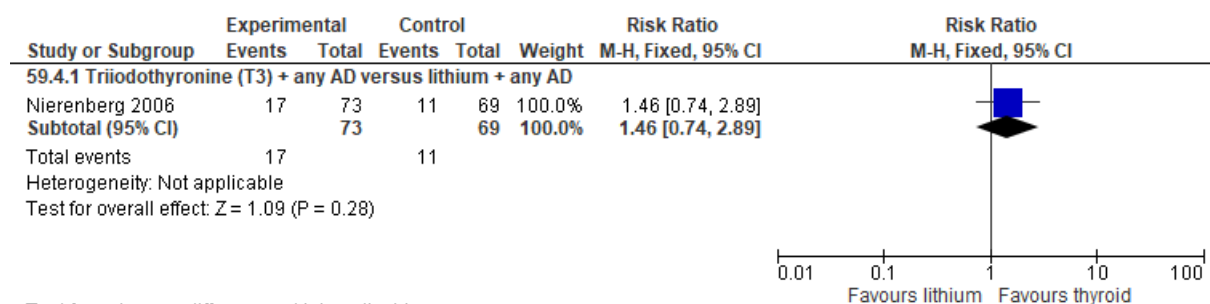 Experimental Control Risk Ratio Risk Ratio
Study or Subgroup Events Total Events Total Weight M-H, Fixed, 95% CI M-H, Fixed, 95% CI
59.4.1 Triiodothyronine (T3) + any AD versus lithium + any AD
Nierenberg 2006 17 73 11 69 100.0% 1.46 [0.74, 2.89]
Subtotal (95% CI) 73 69 100.0% 1.46 [0.74, 2.89]
Total events 17 11
Heterogeneity: Not applicable
Test for overall effect: Z = 1.09 (P = 0.28)
0.01 0.1 1 10 100
Favours lithium Favours thyroid